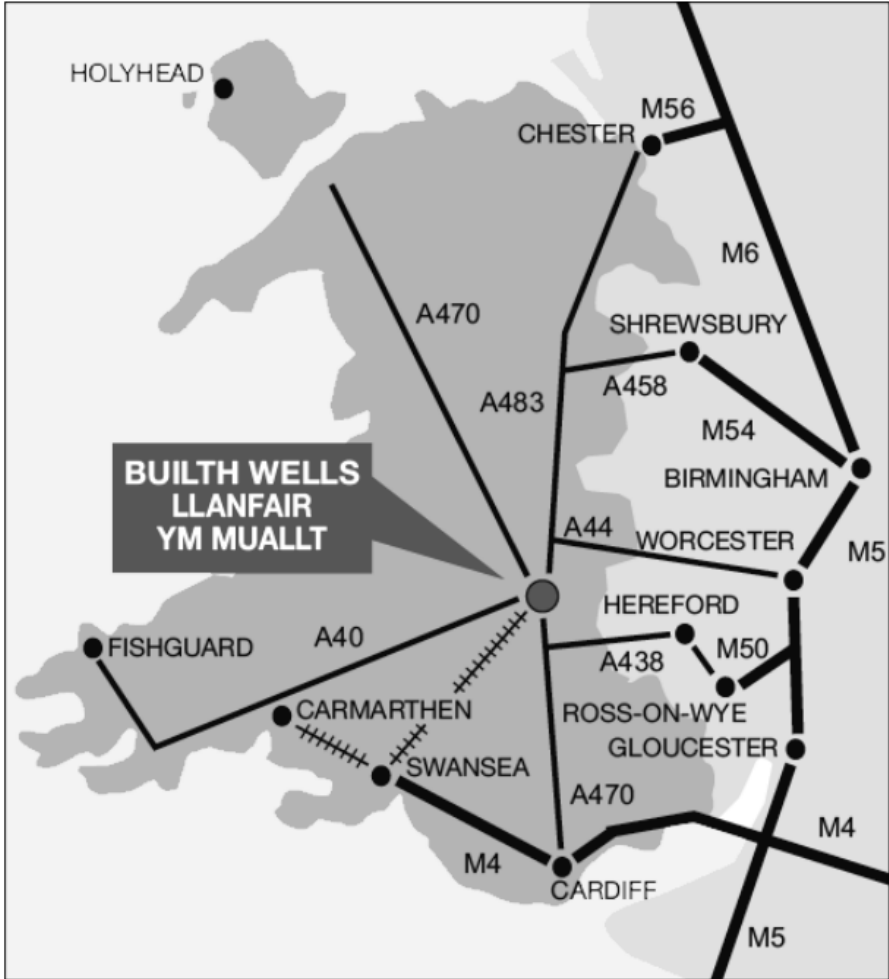 HOLYHEAD
M56
CHESTER
M6
A470
SHREWSBURY
A458
A483
M54
BUILTH WELLS
LLANFAIR
YM MUALLT
BIRMINGHAM
A44
WORCESTER
M5
HEREFORD
A40
FISHGUARD
A438
M50
CARMARTHEN
ROSS-ON-WYE
GLOUCESTER
SWANSEA
A470
M4
M4
CARDIFF
M5